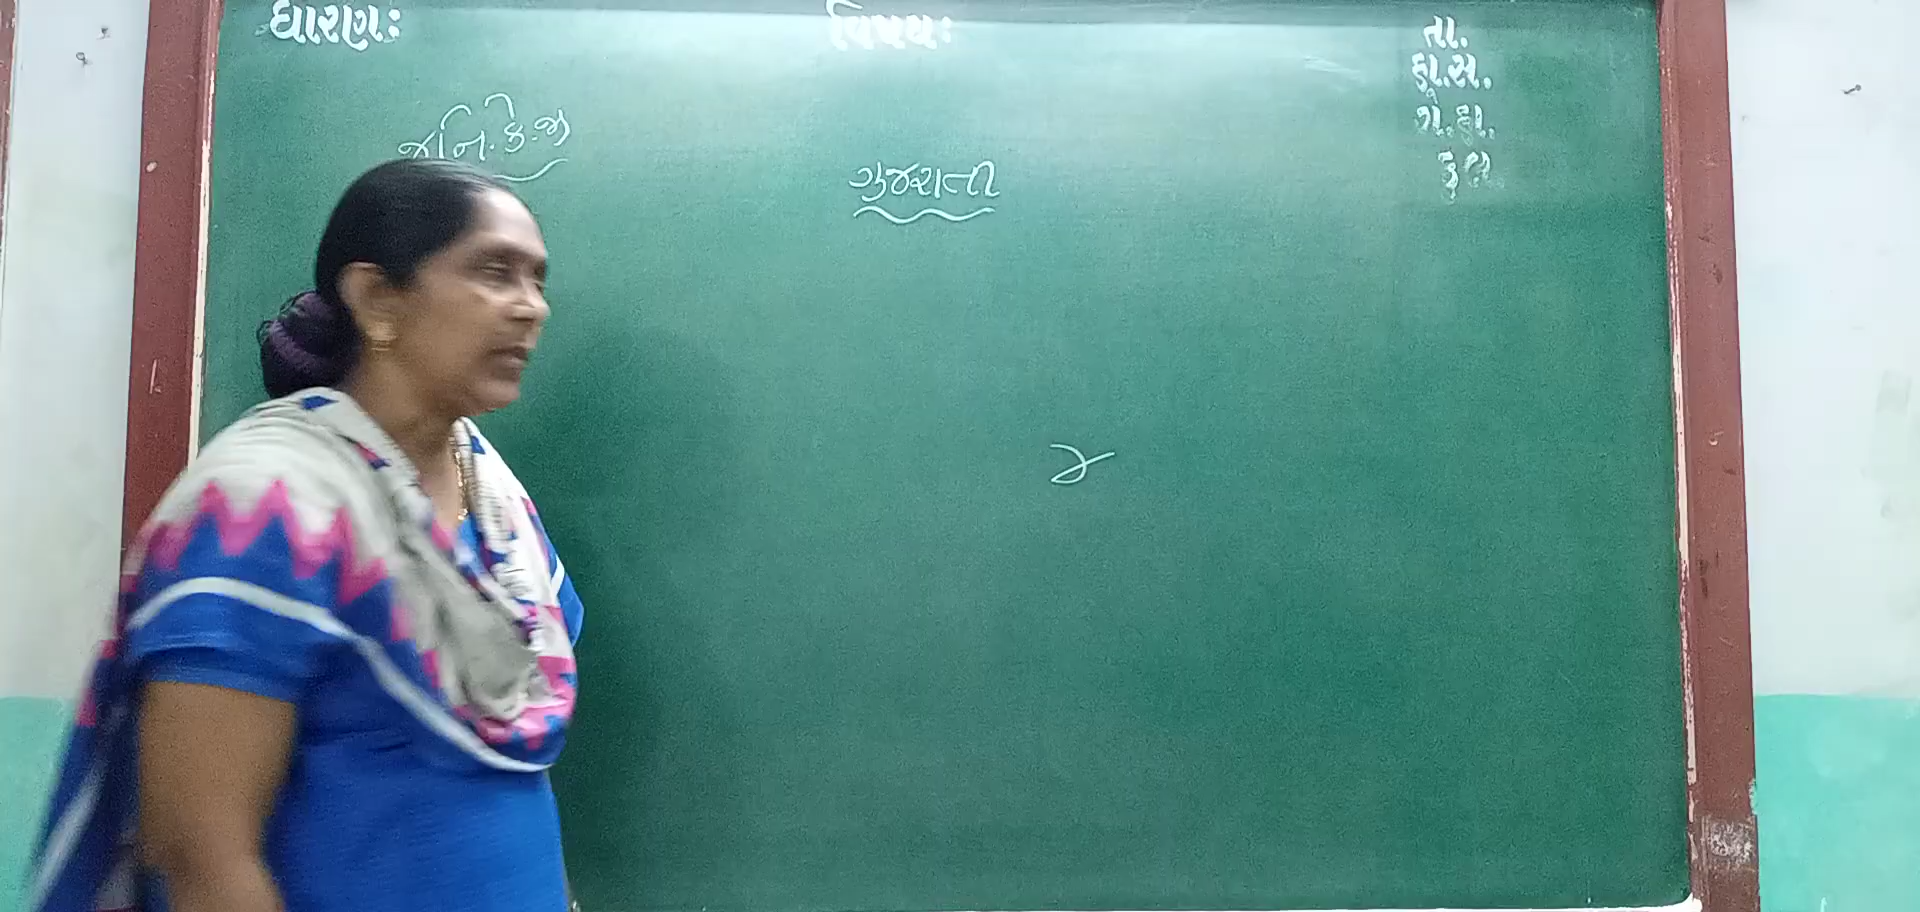 ધોરણઃ
વિષયઃ
તા.
હા.સં.
ગે.હા.
કુલ
જુનિ.કે.જી
ગુજરાતી
ર